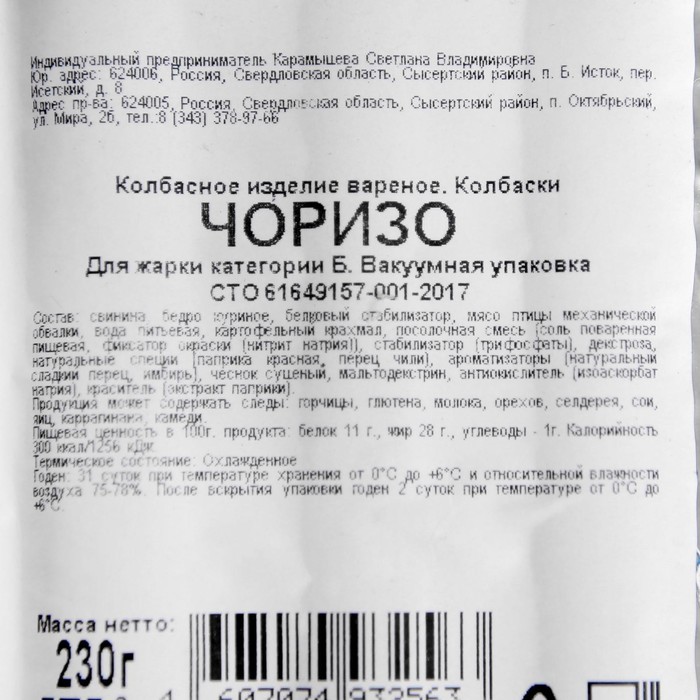 Индивидуальный предприниматель Карамышева Светлана Владимировна
Юр. адрес: 624006, Россия, Свердловская область, Сысертский район, п. Б. Исток, пер.
Исетский, д. 8
Адрес пр-ва: 624005, Россия, Свердловская область, Сысертский район, п. Октябрьский,
ул. Мира, 2б, тел.:8 (343) 378-97-66
Колбасное изделие вареное. Колбаски
ЧОРИЗО
Для жарки категории Б. Вакуумная упаковка
СТО 61649157-001-2017
Состав: свинина, бедро куриное, белковый стабилизатор, мясо птицы механической
обвалки, вода питьевая, картофельный крахмал, посолочная смесь (соль поваренная
пищевая, фиксатор окраски (нитрит натрия)), стабилизатор (трифосфаты), декстроза,
натуральные специи (паприка красная, перец чили), ароматизаторы (натуральный
сладкий перец, имбирь), чеснок сушеный, мальтодекстрин, антиокислитель (изоаскорбат
натрия), краситель (экстракт паприки).
Продукция может содержать следы: горчицы, глютена, молока, орехов, селдерея, сои,
яиц, каррагинана, камеди.
Пищевая ценность в 100г. продукта: белок 11 г., жир 28 г., углеводы - 1г. Калорийность
300 ккал/1256 кДж
Термическое состояние: Охлажденное
Годен: 31 суток при температуре хранения от 0°С до +6°С и относительной влажности
воздуха 75-78%. После вскрытия упаковки годен 2 суток при температуре от 0°С до
+6°С.
Масса нетто:
230г
4 607074 932563